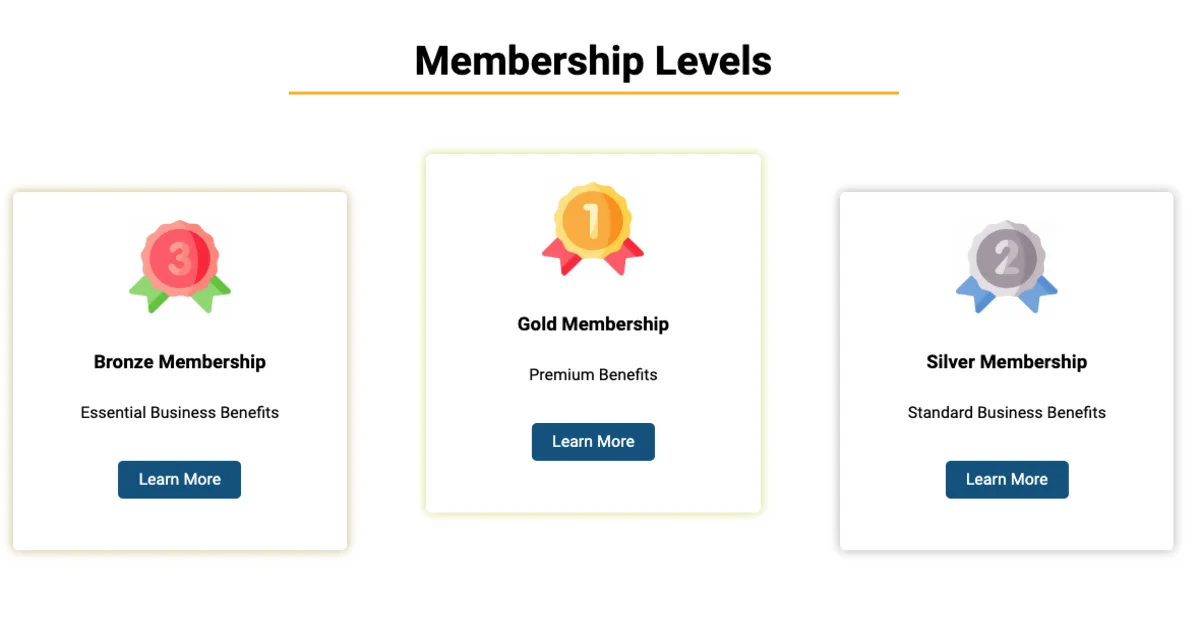 Membership Levels
3
Bronze Membership
Essential Business Benefits
Learn More
1
Gold Membership
Premium Benefits
Learn More
2
Silver Membership
Standard Business Benefits
Learn More